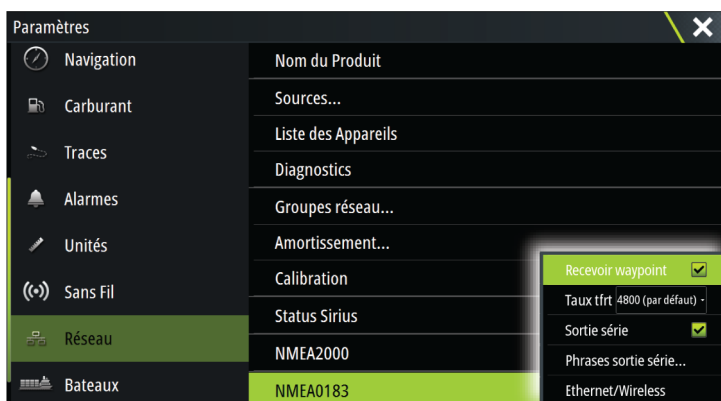 Paramètres
Navigation
Carburant
Traces
Alarmes
Unités
Sans Fil
Réseau
Bateaux
Nom du Produit
Sources...
Liste des Appareils
Diagnostics
Groupes réseau...
Amortissement...
Calibration
Status Sirius
NMEA2000
NMEA0183
Recevoir waypoint
Taux tfrt 4800 (par défaut)
Sortie série
Phrases sortie série...
Ethernet/Wireless